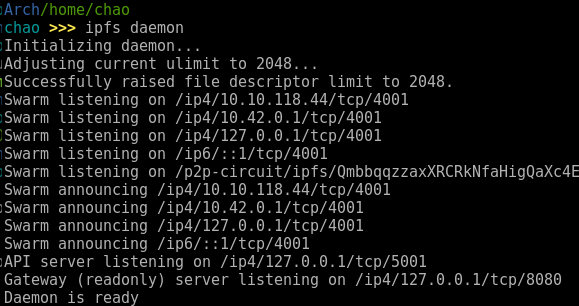 Arch/home/chao
chao >>> ipfs daemon
Initializing daemon...
Adjusting current ulimit to 2048...
Successfully raised file descriptor limit to 2048.
Swarm listening on /ip4/10.10.118.44/tcp/4001
Swarm listening on /ip4/10.42.0.1/tcp/4001
Swarm listening on /ip4/127.0.0.1/tcp/4001
Swarm listening on /ip6/::1/tcp/4001
Swarm listening on /p2p-circuit/ipfs/QmbbqqzzaxXRCRkNfaHigQaXc4E
Swarm announcing /ip4/10.10.118.44/tcp/4001
Swarm announcing /ip4/10.42.0.1/tcp/4001
Swarm announcing /ip4/127.0.0.1/tcp/4001
Swarm announcing /ip6/::1/tcp/4001
API server listening on /ip4/127.0.0.1/tcp/5001
Gateway (readonly) server listening on /ip4/127.0.0.1/tcp/8080
Daemon is ready